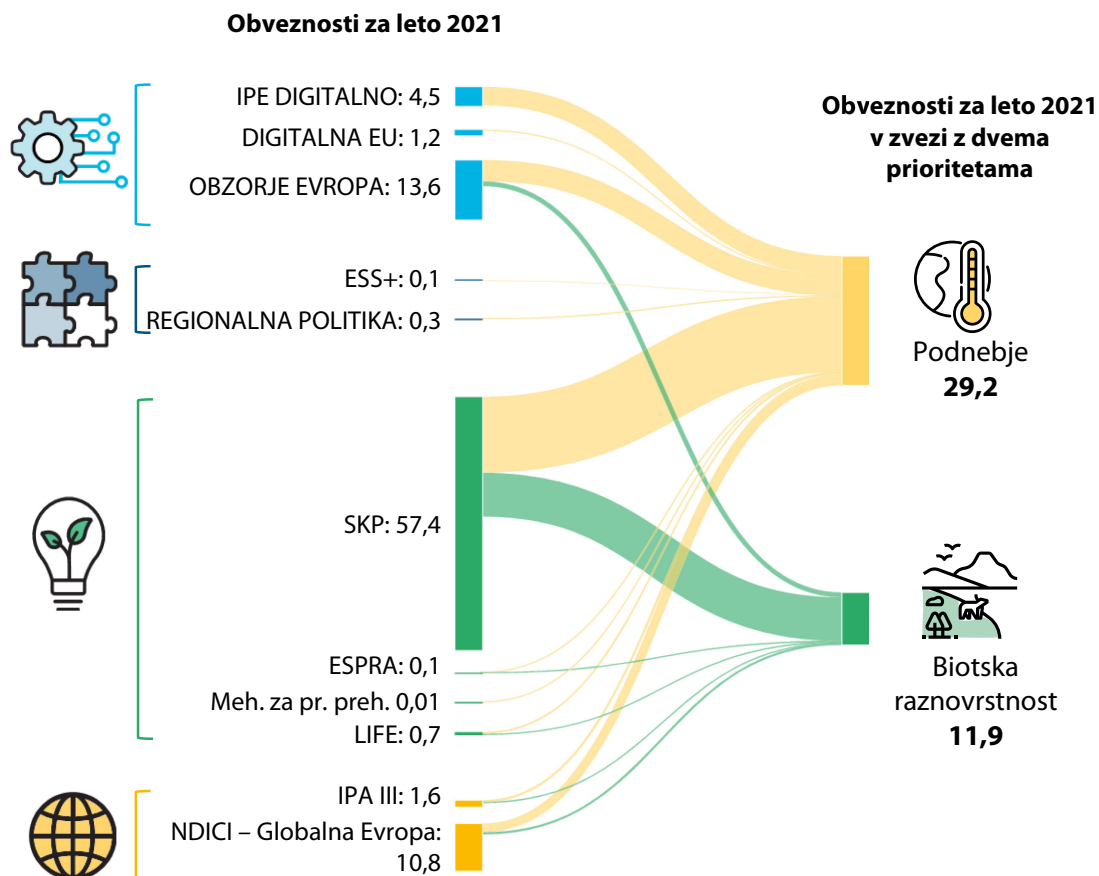 Obveznosti za leto 2021
IPE DIGITALNO: 4,5
DIGITALNA EU: 1,2
OBZORJE EVROPA: 13,6
ESS+: 0,1
REGIONALNA POLITIKA: 0,3
SKP: 57,4
ESPRA: 0,1
Meh. za pr. preh. 0,01
LIFE: 0,7
IPA III: 1,6
NDICI – Globalna Evropa:
10,8
Obveznosti za leto 2021
v zvezi z dvema
prioritetama
Podnebje
29,2
Biotska
raznovrstnost
11,9